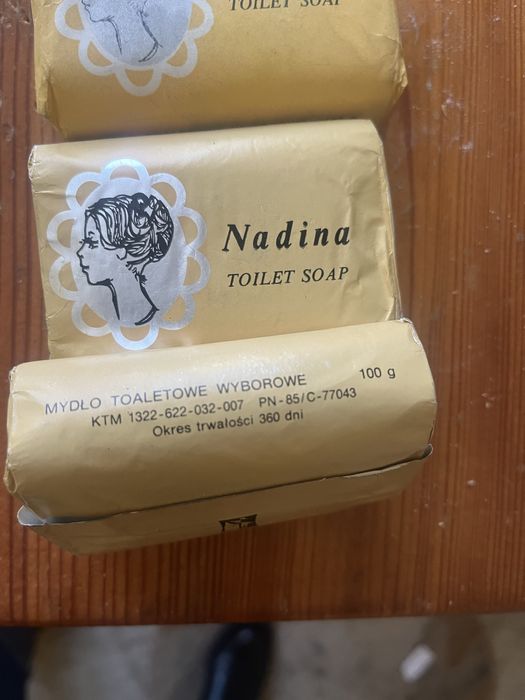 TOILET SOAP
Nadina
TOILET SOAP
MYDŁO TOALETOWE WYBOROWE 100 g
KTM 1322-622-032-007 PN-85/C-77043
Okres trwałości 360 dni